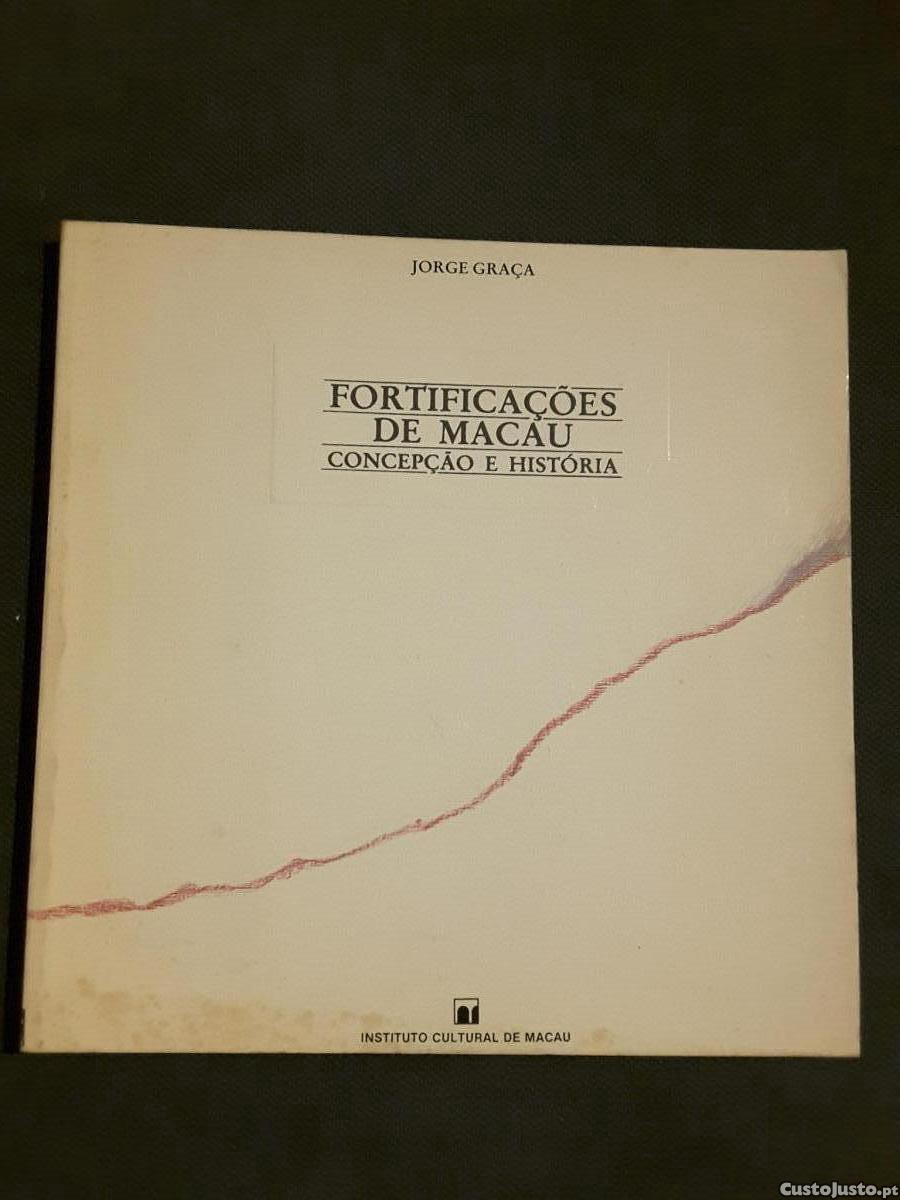 JORGE GRAÇA
FORTIFICAÇÕES
DE MACAU
CONCEPÇÃO E HISTÓRIA
INSTITUTO CULTURAL DE MACAU
CustoJusto.pt